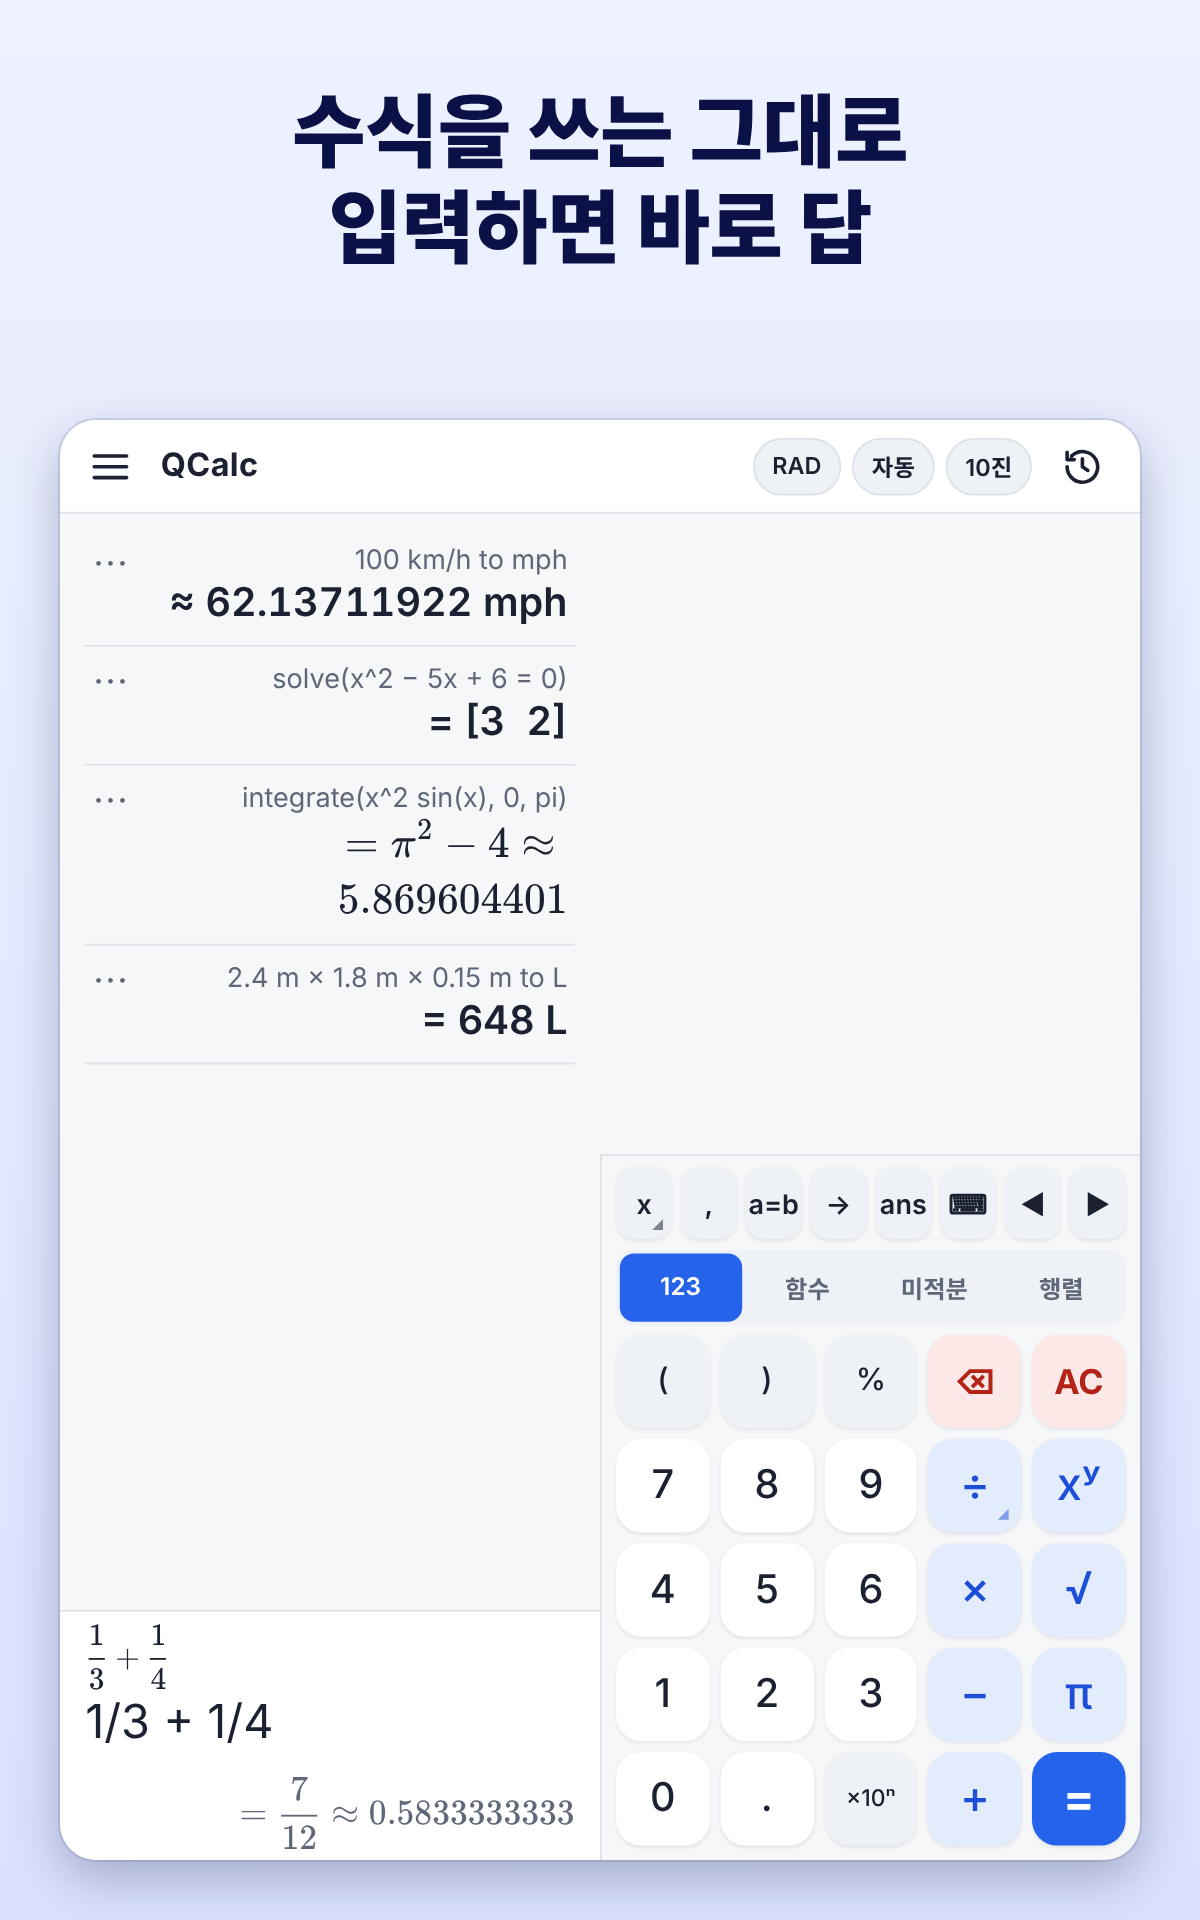 수식을 쓰는 그대로
입력하면 바로 답
QCalc
RAD 자동 10진
... 100 km/h to mph
≈ 62.13711922 mph
... solve(x^2 − 5x + 6 = 0)
= [3 2]
... integrate(x^2 sin(x), 0, pi)
= π² − 4 ≈
5.869604401
... 2.4 m × 1.8 m × 0.15 m to L
= 648 L
1/3 + 1/4
1/3 + 1/4
= 7/12 ≈ 0.5833333333
x , a=b → ans ⌨ ◀ ▶
123 함수 미적분 행렬
( ) % ⌫ AC
7 8 9 ÷ xʸ
4 5 6 × √
1 2 3 − π
0 . ×10ⁿ + =